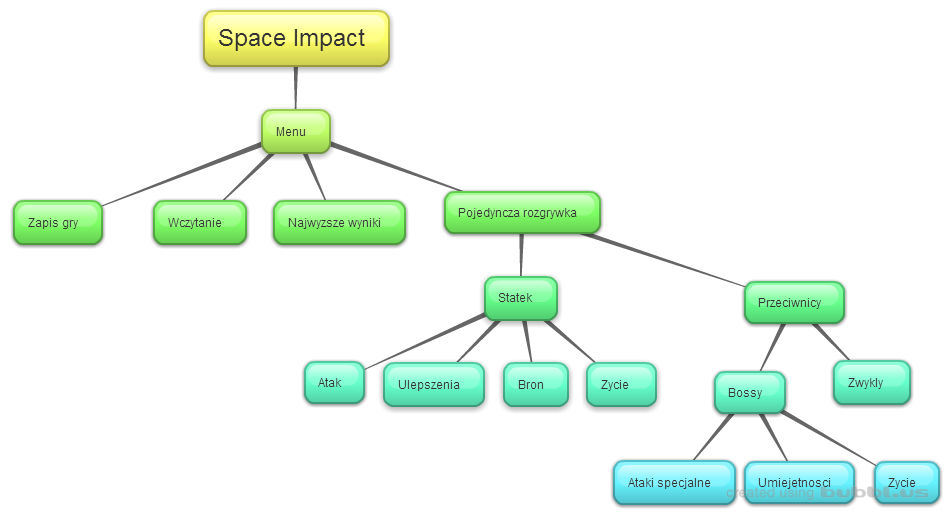 Space Impact
Menu
Zapis gry
Wczytanie
Najwyzsze wyniki
Pojedyncza rozgrywka
Statek
Przeciwnicy
Atak
Ulepszenia
Bron
Zycie
Bossy
Zwykly
Ataki specjalne
Umiejetnosci
Zycie
created using bubbl.us